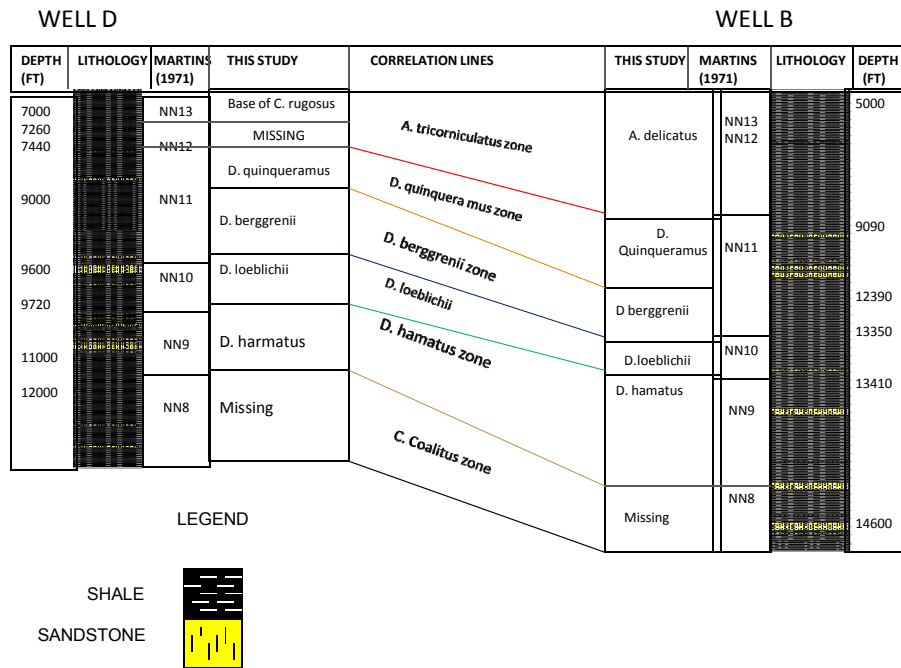 WELL D
WELL B
DEPTH (FT)
LITHOLOGY
MARTINS (1971)
THIS STUDY
CORRELATION LINES
THIS STUDY
MARTINS (1971)
LITHOLOGY
DEPTH (FT)
7000
7260
7440
9000
9600
9720
11000
12000
NN13
NN12
NN11
NN10
NN9
NN8
Base of C. rugosus
MISSING
D. quinqueramus
D. berggrenii
D. loeblichii
D. harmatus
Missing
A. tricorniculatus zone
D. quinquera mus zone
D. berggrenii zone
D. loeblichii
D. hamatus zone
C. Coalitus zone
A. delicatus
D.
Quinqueramus
D berggrenii
D.loeblichii
D. hamatus
Missing
NN13
NN12
NN11
NN10
NN9
NN8
5000
9090
12390
13350
13410
14600
LEGEND
SHALE
SANDSTONE